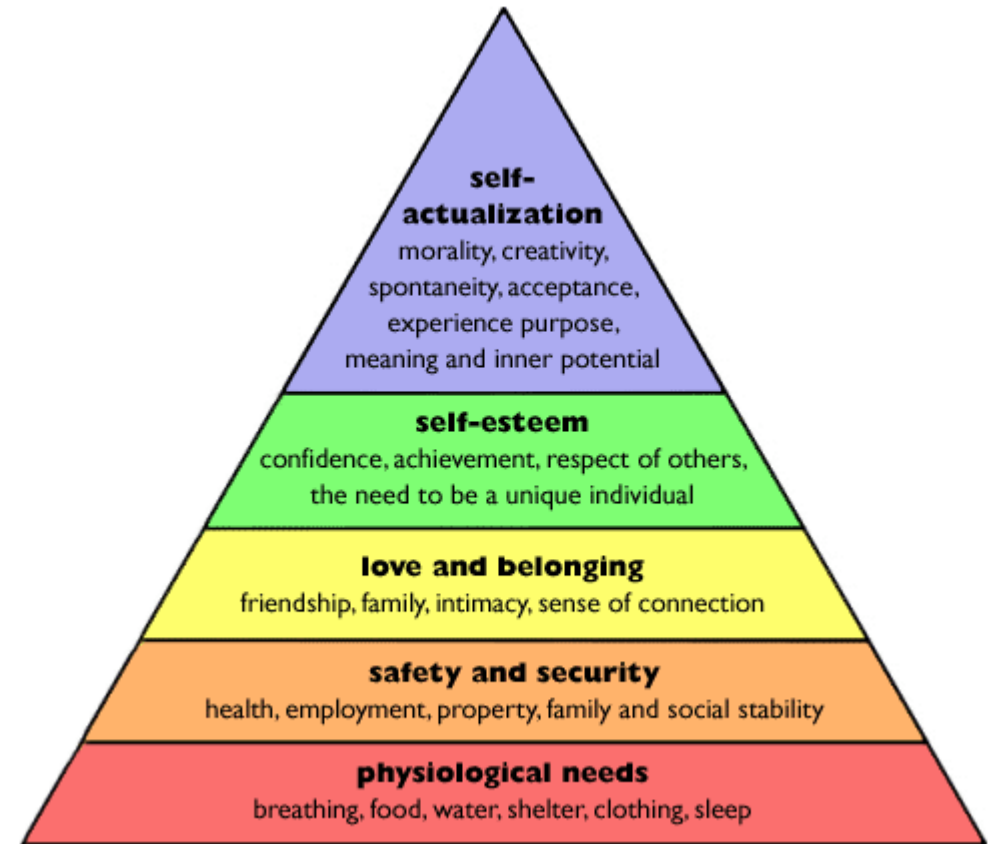 self-
actualization
morality, creativity,
spontaneity, acceptance,
experience purpose,
meaning and inner potential
self-esteem
confidence, achievement, respect of others,
the need to be a unique individual
love and belonging
friendship, family, intimacy, sense of connection
safety and security
health, employment, property, family and social stability
physiological needs
breathing, food, water, shelter, clothing, sleep